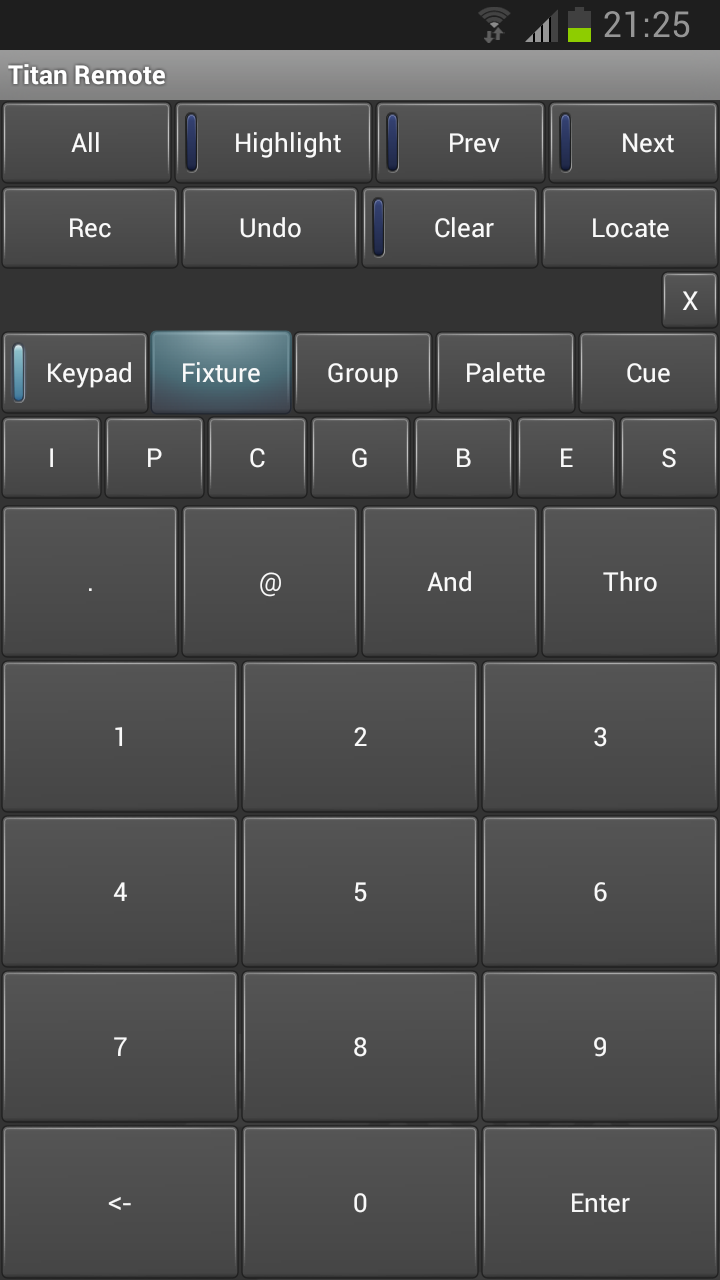 21:25
Titan Remote
All Highlight Prev Next
Rec Undo Clear Locate
X
Keypad Fixture Group Palette Cue
I P C G B E S
. @ And Thro
1 2 3
4 5 6
7 8 9
<- 0 Enter